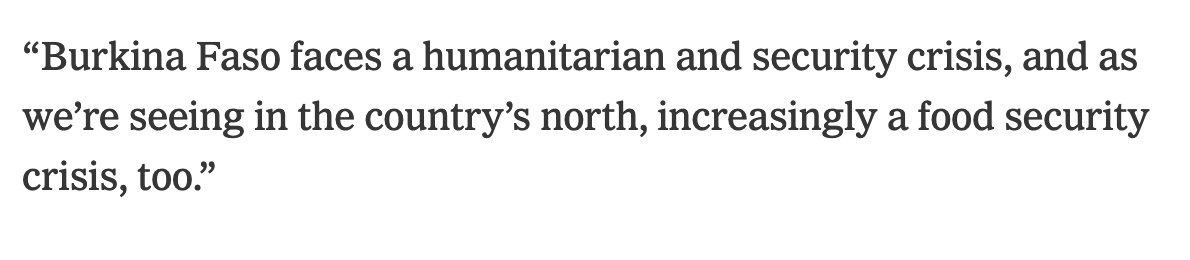 “Burkina Faso faces a humanitarian and security crisis, and as
we’re seeing in the country’s north, increasingly a food security
crisis, too.”